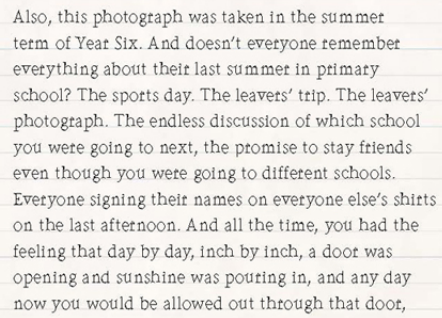 Also, this photograph was taken in the summer
term of Year Six. And doesn't everyone remember
everything about their last summer in primary
school? The sports day. The leavers' trip. The leavers'
photograph. The endless discussion of which school
you were going to next, the promise to stay friends
even though you were going to different schools.
Everyone signing their names on everyone else's shirts
on the last afternoon. And all the time, you had the
feeling that day by day, inch by inch, a door was
opening and sunshine was pouring in, and any day
now you would be allowed out through that door,